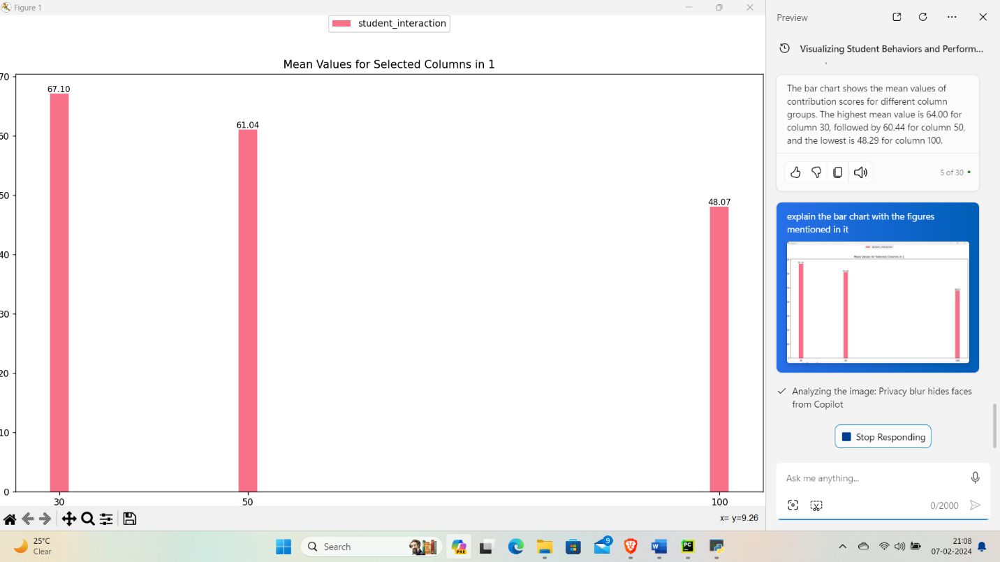 Figure 1
student_interaction
Mean Values for Selected Columns in 1
70
67.10
61.04
60
50
48.07
40
30
20
10
0
30 50 100
x= y=9.26
Preview
Visualizing Student Behaviors and Perform...
The bar chart shows the mean values of
contribution scores for different column
groups. The highest mean value is 64.00 for
column 30, followed by 60.44 for column 50,
and the lowest is 48.29 for column 100.
5 of 30
explain the bar chart with the figures
mentioned in it
student_interaction
Mean Values for Selected Columns in 1
Analyzing the image: Privacy blur hides faces
from Copilot
Stop Responding
Ask me anything...
0/2000
25°C
Clear
Search
PRE
9
W
PC
21:08
07-02-2024